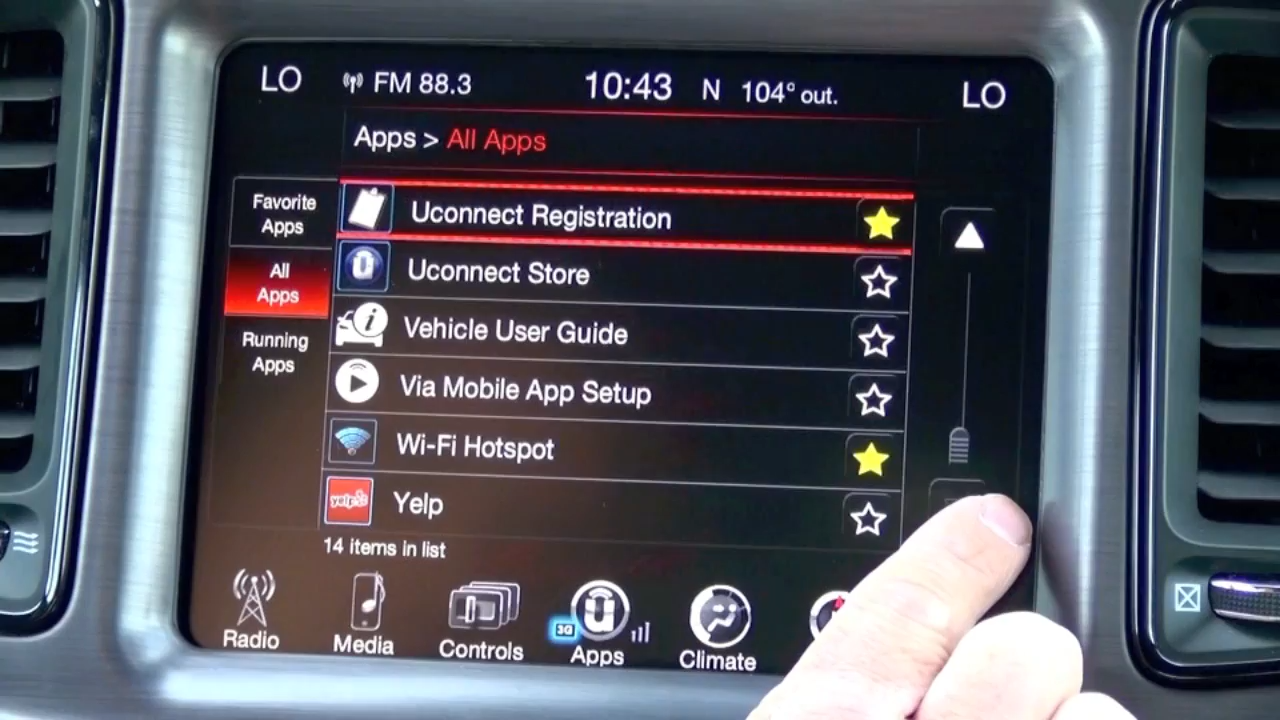 LO FM 88.3 10:43 N 104° out. LO
Apps > All Apps
Favorite
Apps
All
Apps
Running
Apps
Uconnect Registration
Uconnect Store
Vehicle User Guide
Via Mobile App Setup
Wi-Fi Hotspot
yelp
Yelp
14 items in list
Radio
Media
Controls
3G
Apps
Climate